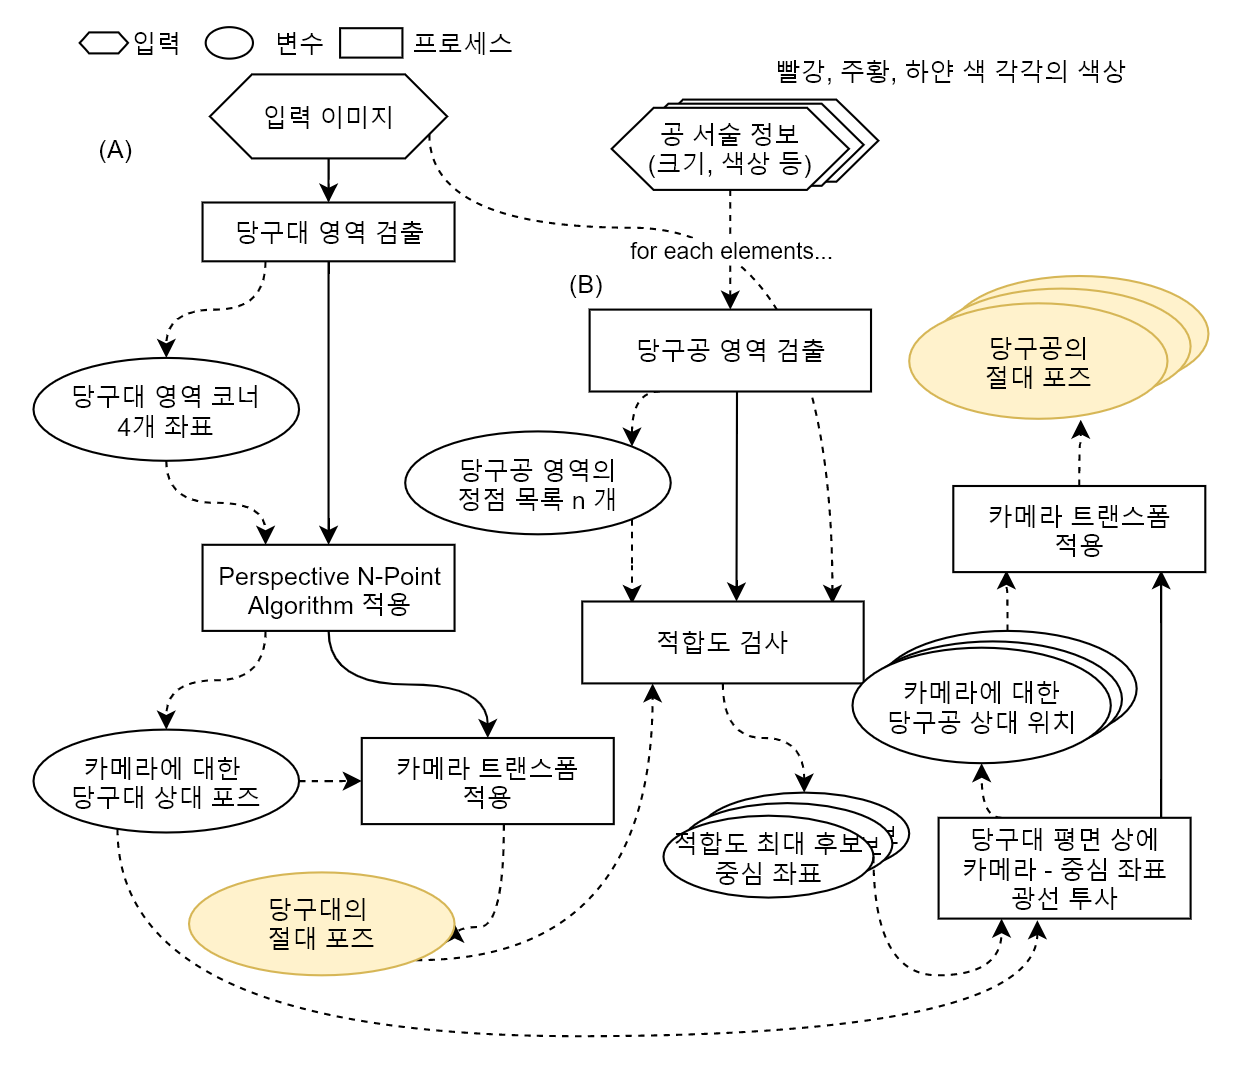 입력
변수
프로세스
빨강, 주황, 하얀 색 각각의 색상
입력 이미지
(A)
공 서술 정보
(크기, 색상 등)
당구대 영역 검출
for each elements...
(B)
당구공 영역 검출
당구공의
절대 포즈
당구대 영역 코너
4개 좌표
당구공 영역의
정점 목록 n 개
카메라 트랜스폼
적용
Perspective N-Point
Algorithm 적용
적합도 검사
카메라에 대한
당구공 상대 위치
카메라에 대한
당구대 상대 포즈
카메라 트랜스폼
적용
적합도 최대 후보
중심 좌표
당구대 평면 상에
카메라 - 중심 좌표
광선 투사
당구대의
절대 포즈